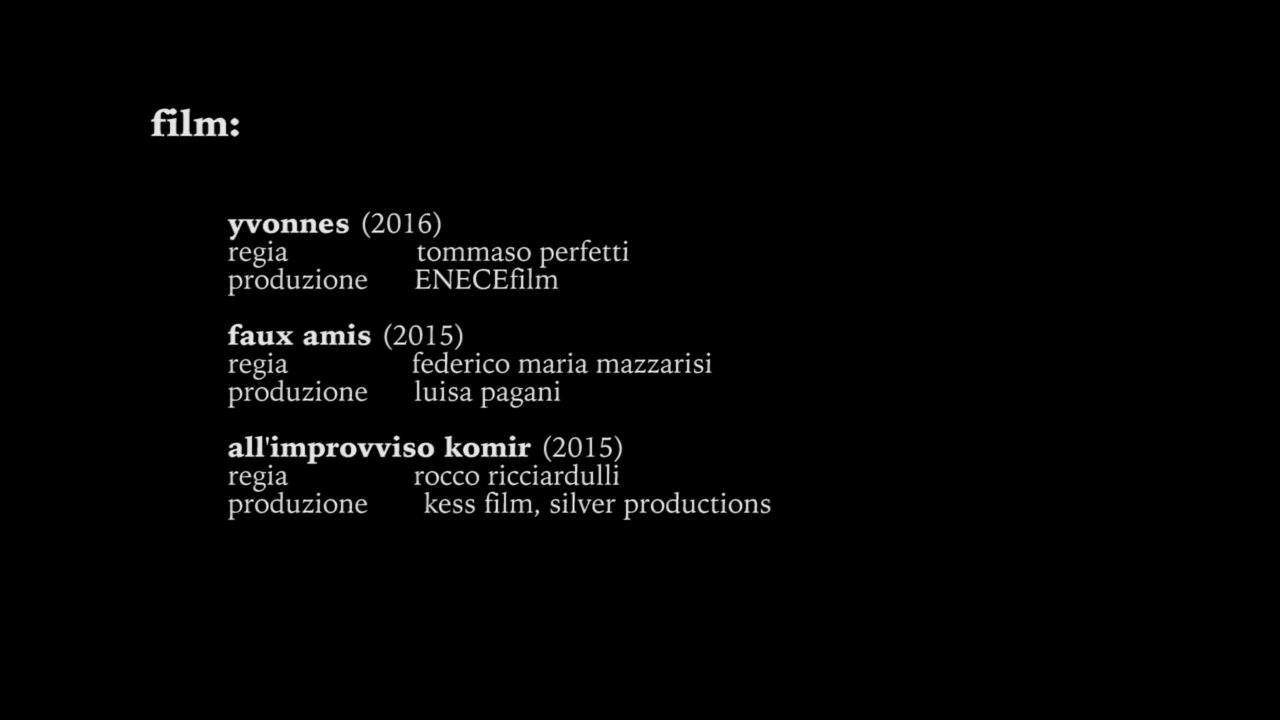 film:
yvonnes (2016)
regia tommaso perfetti
produzione ENECEfilm
faux amis (2015)
regia federico maria mazzarisi
produzione luisa pagani
all'improvviso komir (2015)
regia rocco ricciardulli
produzione kess film, silver productions